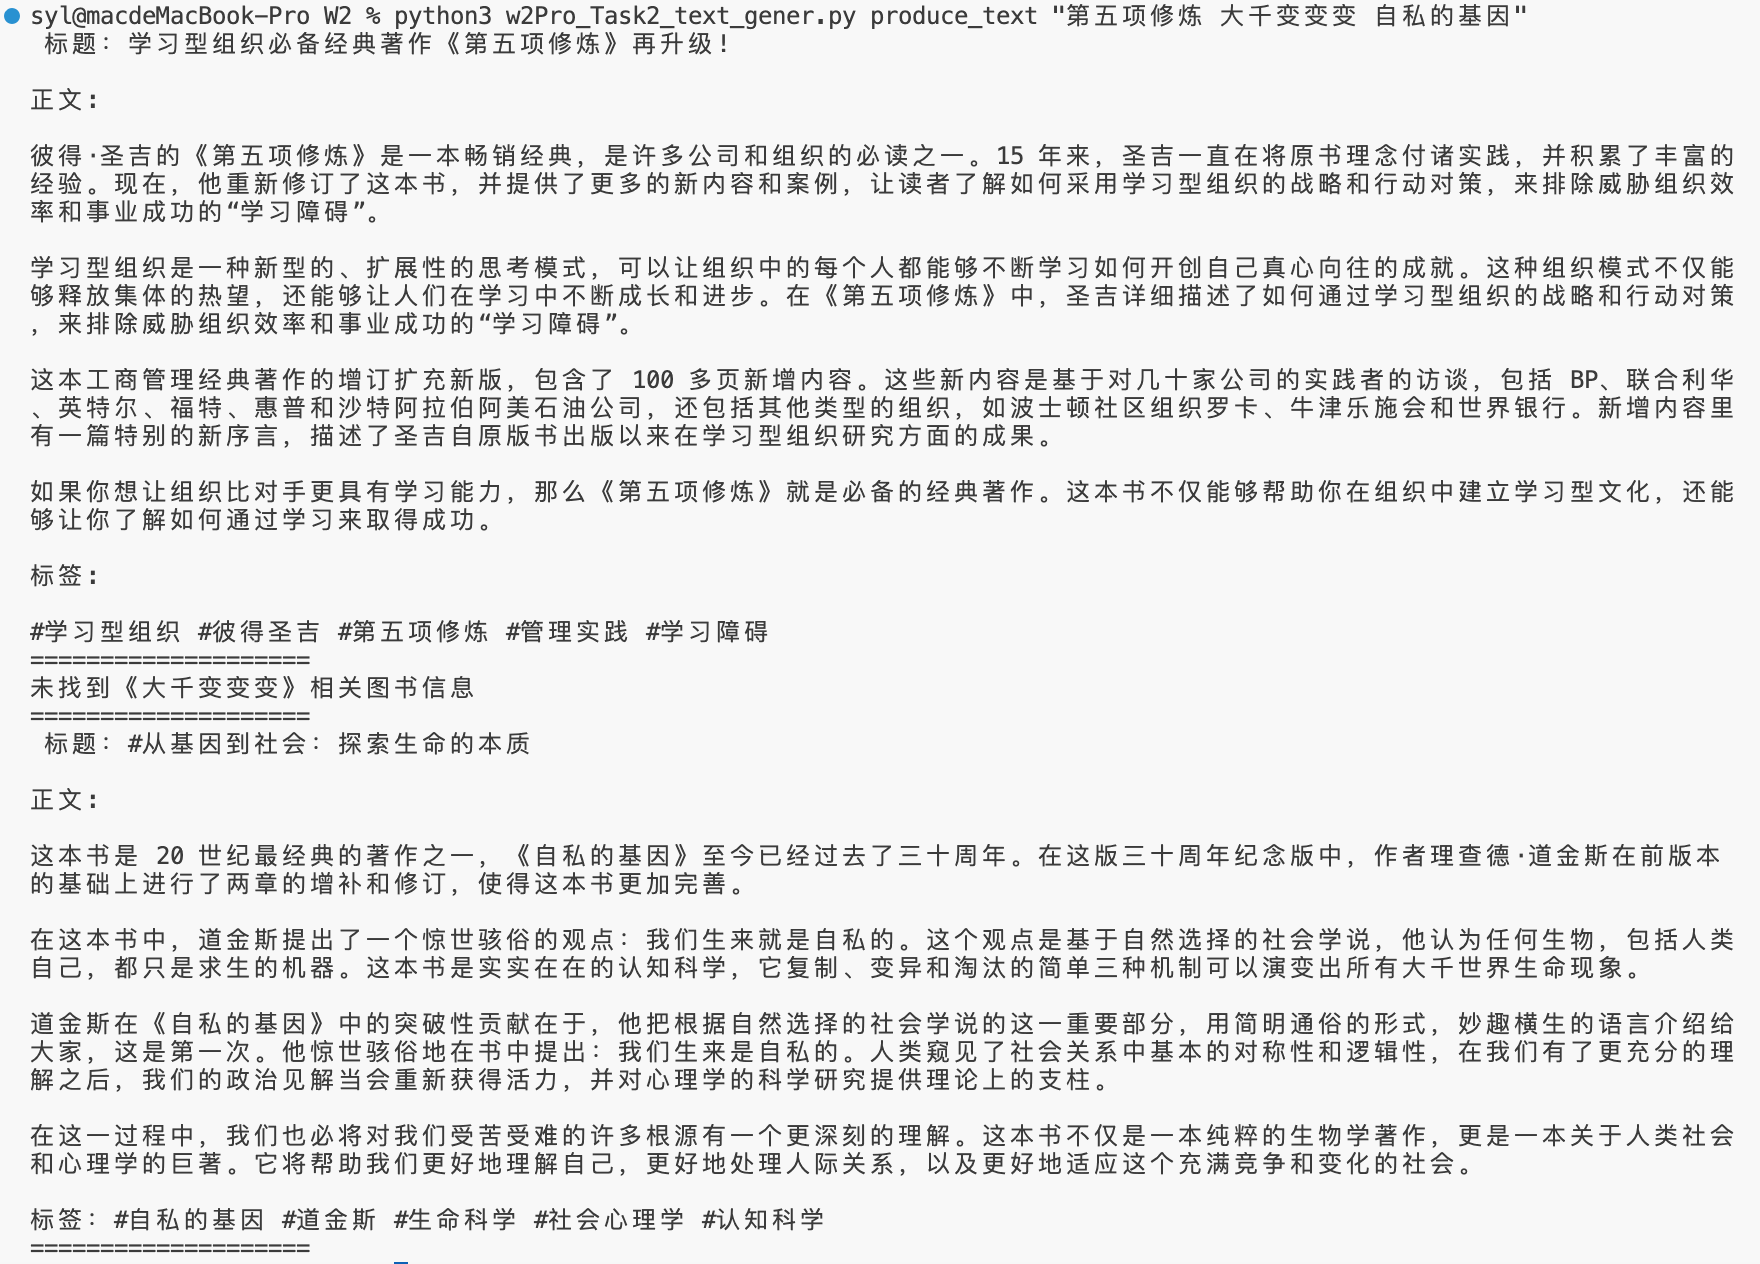 syl@macdeMacBook-Pro W2 % python3 w2Pro_Task2_text_gener.py produce_text "第五项修炼 大千变变变 自私的基因"
标题：学习型组织必备经典著作《第五项修炼》再升级！
正文：
彼得·圣吉的《第五项修炼》是一本畅销经典，是许多公司和组织的必读之一。15 年来，圣吉一直在将原书理念付诸实践，并积累了丰富的
经验。现在，他重新修订了这本书，并提供了更多的新内容和案例，让读者了解如何采用学习型组织的战略和行动对策，来排除威胁组织效
率和事业成功的“学习障碍”。
学习型组织是一种新型的、扩展性的思考模式，可以让组织中的每个人都能够不断学习如何开创自己真心向往的成就。这种组织模式不仅能
够释放集体的热望，还能够让人们在学习中不断成长和进步。在《第五项修炼》中，圣吉详细描述了如何通过学习型组织的战略和行动对策
，来排除威胁组织效率和事业成功的“学习障碍”。
这本工商管理经典著作的增订扩充新版，包含了 100 多页新增内容。这些新内容是基于对几十家公司的实践者的访谈，包括 BP、联合利华
、英特尔、福特、惠普和沙特阿拉伯阿美石油公司，还包括其他类型的组织，如波士顿社区组织罗卡、牛津乐施会和世界银行。新增内容里
有一篇特别的新序言，描述了圣吉自原版书出版以来在学习型组织研究方面的成果。
如果你想让组织比对手更具有学习能力，那么《第五项修炼》就是必备的经典著作。这本书不仅能够帮助你在组织中建立学习型文化，还能
够让你了解如何通过学习来取得成功。
标签：
#学习型组织 #彼得圣吉 #第五项修炼 #管理实践 #学习障碍
====================
未找到《大千变变变》相关图书信息
====================
标题：#从基因到社会：探索生命的本质
正文：
这本书是 20 世纪最经典的著作之一，《自私的基因》至今已经过去了三十周年。在这版三十周年纪念版中，作者理查德·道金斯在前版本
的基础上进行了两章的增补和修订，使得这本书更加完善。
在这本书中，道金斯提出了一个惊世骇俗的观点：我们生来就是自私的。这个观点是基于自然选择的社会学说，他认为任何生物，包括人类
自己，都只是求生的机器。这本书是实实在在的认知科学，它复制、变异和淘汰的简单三种机制可以演变出所有大千世界生命现象。
道金斯在《自私的基因》中的突破性贡献在于，他把根据自然选择的社会学说的这一重要部分，用简明通俗的形式，妙趣横生的语言介绍给
大家，这是第一次。他惊世骇俗地在书中提出：我们生来是自私的。人类窥见了社会关系中基本的对称性和逻辑性，在我们有了更充分的理
解之后，我们的政治见解当会重新获得活力，并对心理学的科学研究提供理论上的支柱。
在这一过程中，我们也必将对我们受苦受难的许多根源有一个更深刻的理解。这本书不仅是一本纯粹的生物学著作，更是一本关于人类社会
和心理学的巨著。它将帮助我们更好地理解自己，更好地处理人际关系，以及更好地适应这个充满竞争和变化的社会。
标签：#自私的基因 #道金斯 #生命科学 #社会心理学 #认知科学
====================